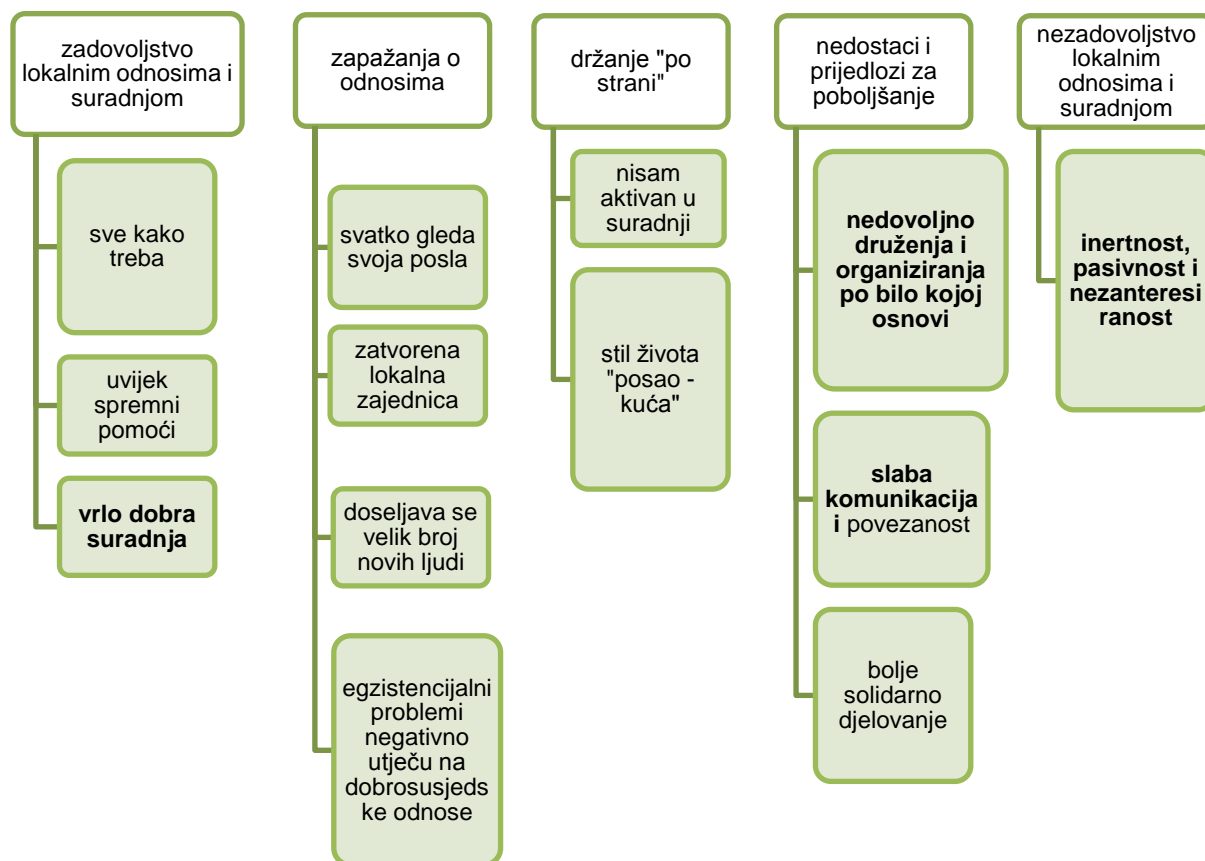 zadovoljstvo
lokalnim odnosima i
suradnjom
sve kako
treba
uvijek
spremni
pomoći
vrlo dobra
suradnja
zapažanja o
odnosima
svatko gleda
svoja posla
zatvorena
lokalna
zajednica
doseljava se
velik broj
novih ljudi
egzistencijalni
problemi
negativno
utječu na
dobrosusjeds
ke odnose
držanje "po
strani"
nisam
aktivan u
suradnji
stil života
"posao -
kuća"
nedostaci i
prijedlozi za
poboljšanje
nedovoljno
druženja i
organiziranja
po bilo kojoj
osnovi
slaba
komunikacija
i povezanost
bolje
solidarno
djelovanje
nezadovoljstvo
lokalnim
odnosima i
suradnjom
inertnost,
pasivnost i
nezanteresi
ranost